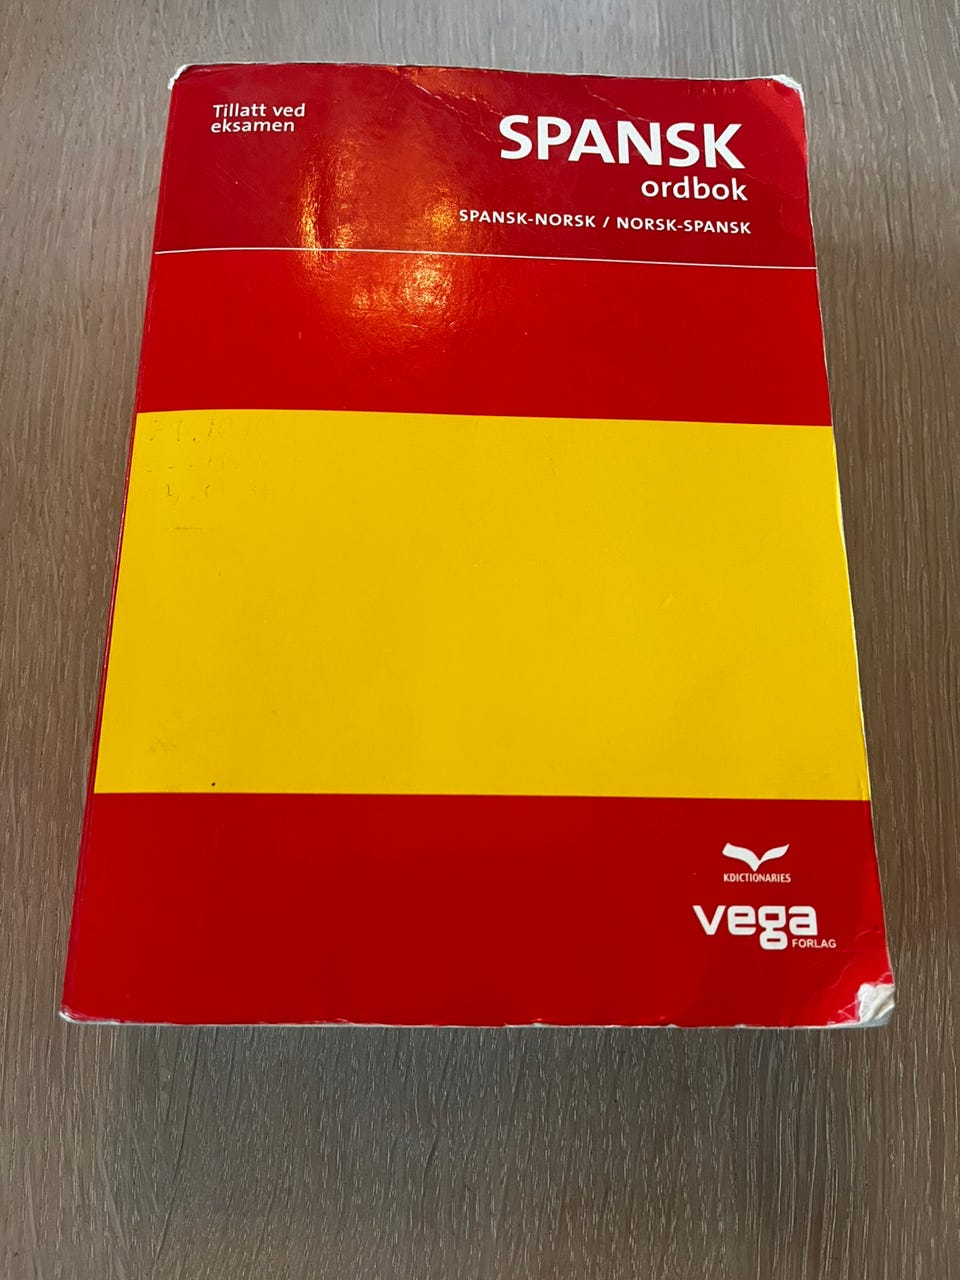 Tillatt ved
eksamen
SPANSK
ordbok
SPANSK-NORSK / NORSK-SPANSK
KDICTIONARIES
vega
FORLAG